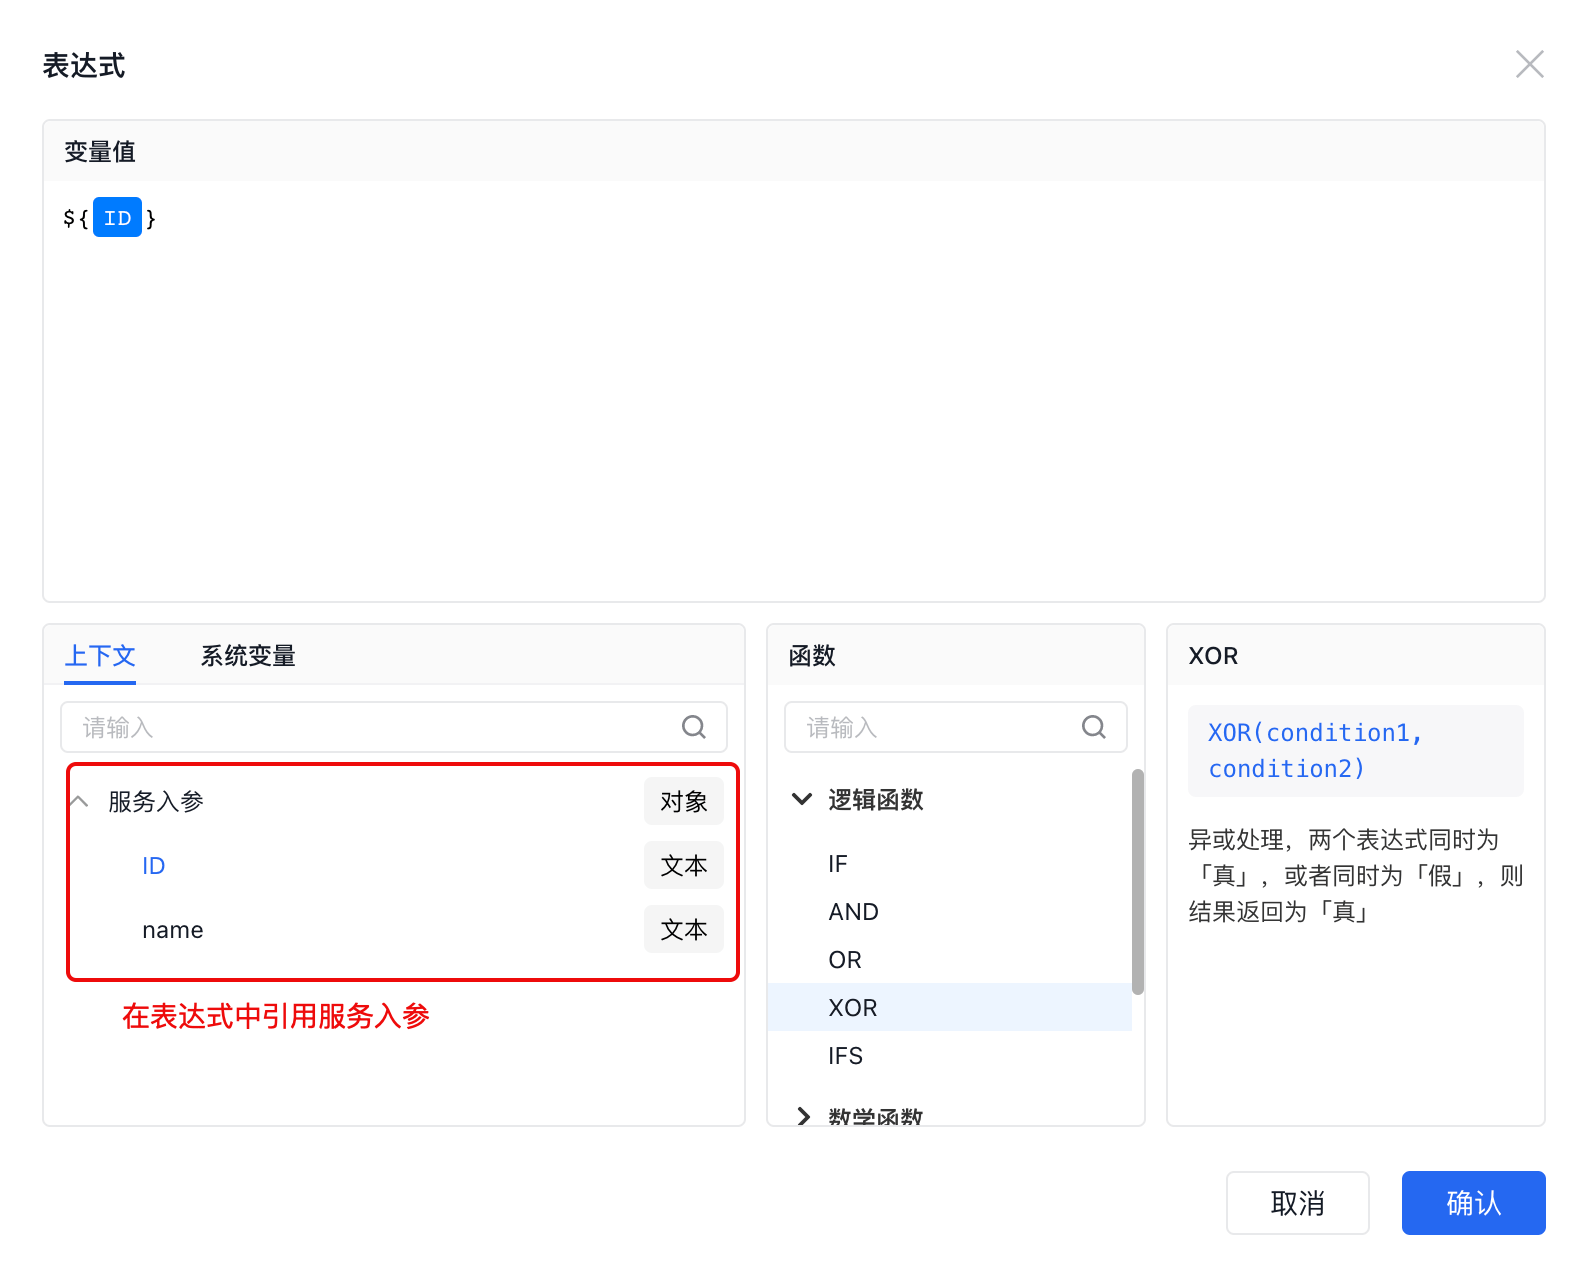 表达式
变量值
${ ID }
上下文 系统变量
请输入
服务入参 对象
ID 文本
name 文本
在表达式中引用服务入参
函数
请输入
逻辑函数
IF
AND
OR
XOR
IFS
数学函数
XOR
XOR(condition1,
condition2)
异或处理，两个表达式同时为
「真」，或者同时为「假」，则
结果返回为「真」
取消 确认